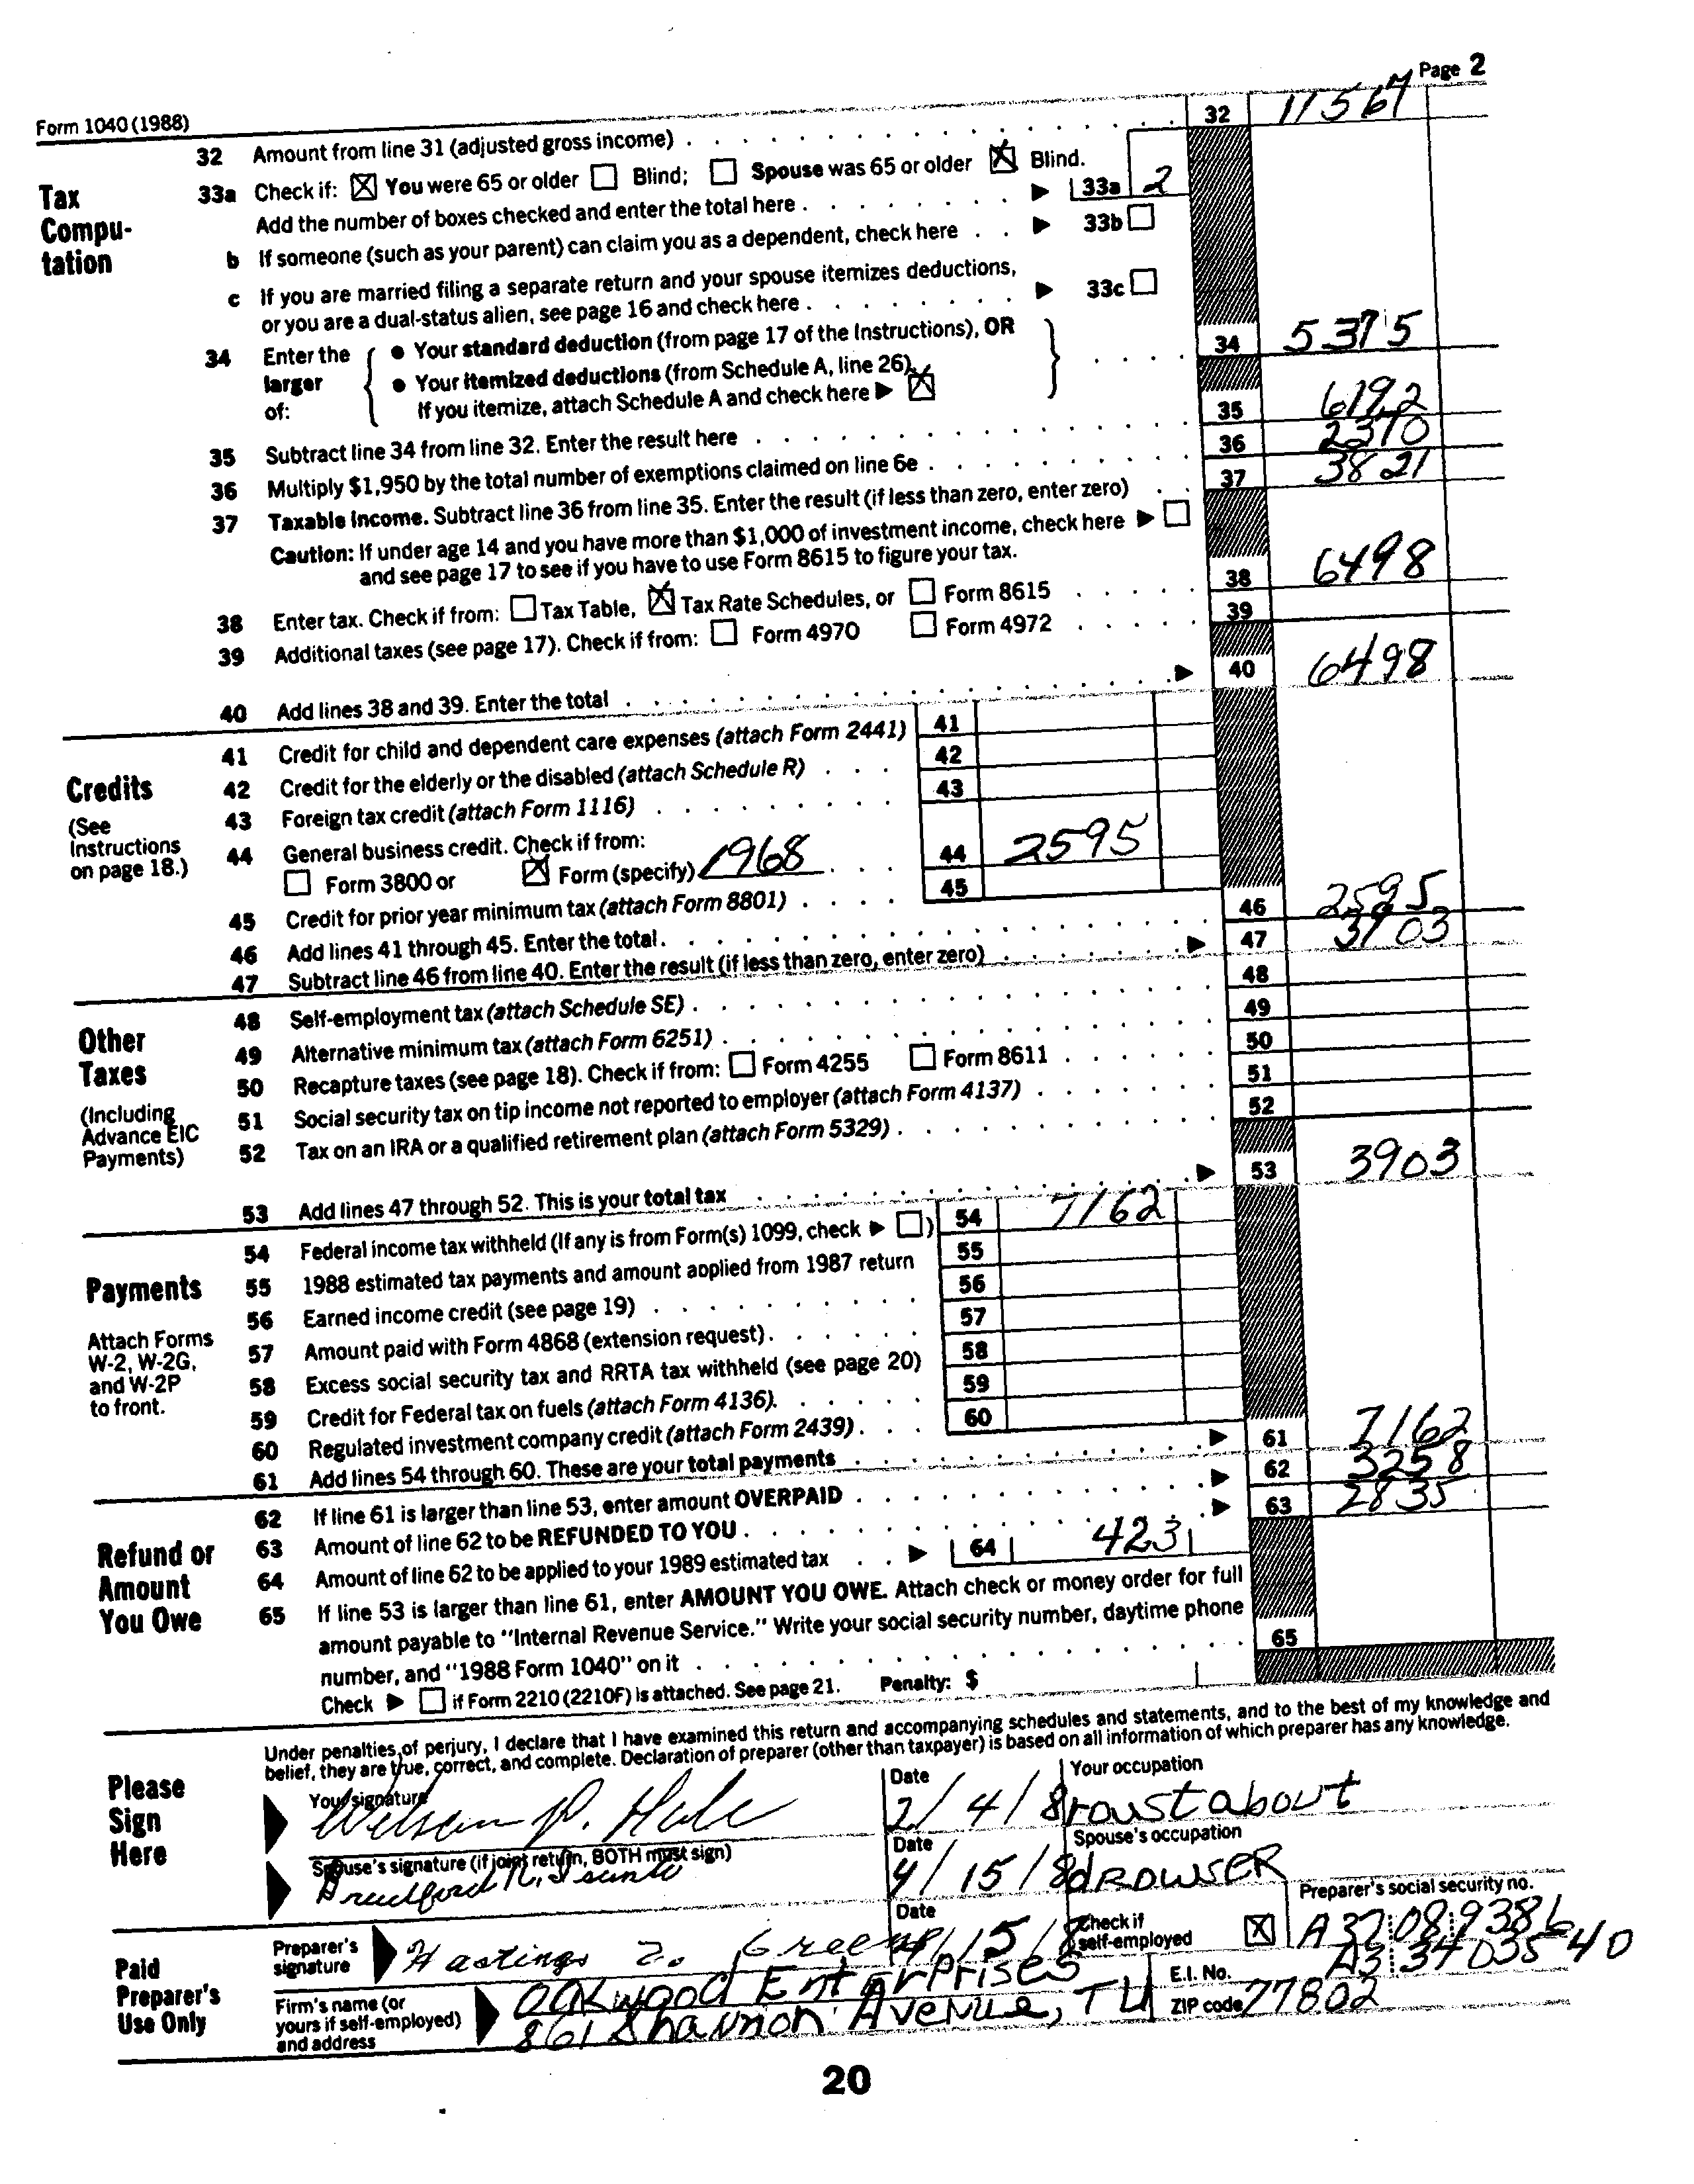 Page 2
Form 1040 (1988)
32 Amount from line 31 (adjusted gross income) 32 11567
Tax Compu-tation
33a Check if: ☒ You were 65 or older ☐ Blind; ☐ Spouse was 65 or older ☒ Blind.
Add the number of boxes checked and enter the total here 33a 2
b If someone (such as your parent) can claim you as a dependent, check here 33b ☐
c If you are married filing a separate return and your spouse itemizes deductions,
or you are a dual-status alien, see page 16 and check here 33c ☐
34 Enter the larger of:
● Your standard deduction (from page 17 of the Instructions), OR
● Your itemized deductions (from Schedule A, line 26).
If you itemize, attach Schedule A and check here ▶ ☒
34 5375
35 Subtract line 34 from line 32. Enter the result here 35 6192
36 Multiply $1,950 by the total number of exemptions claimed on line 6e 36 2370
37 Taxable income. Subtract line 36 from line 35. Enter the result (if less than zero, enter zero) 37 3821
Caution: If under age 14 and you have more than $1,000 of investment income, check here ▶ ☐
and see page 17 to see if you have to use Form 8615 to figure your tax.
38 Enter tax. Check if from: ☐ Tax Table, ☒ Tax Rate Schedules, or ☐ Form 8615 38 6498
39 Additional taxes (see page 17). Check if from: ☐ Form 4970 ☐ Form 4972 39
40 Add lines 38 and 39. Enter the total ▶ 40 6498
Credits
(See Instructions on page 18.)
41 Credit for child and dependent care expenses (attach Form 2441) 41
42 Credit for the elderly or the disabled (attach Schedule R) 42
43 Foreign tax credit (attach Form 1116) 43
44 General business credit. Check if from:
☐ Form 3800 or ☒ Form (specify) 1968 44 2595
45 Credit for prior year minimum tax (attach Form 8801) 45
46 Add lines 41 through 45. Enter the total 46 2595
47 Subtract line 46 from line 40. Enter the result (if less than zero, enter zero) ▶ 47 3903
Other Taxes
(Including Advance EIC Payments)
48 Self-employment tax (attach Schedule SE) 48
49 Alternative minimum tax (attach Form 6251) 49
50 Recapture taxes (see page 18). Check if from: ☐ Form 4255 ☐ Form 8611 50
51 Social security tax on tip income not reported to employer (attach Form 4137) 51
52 Tax on an IRA or a qualified retirement plan (attach Form 5329) 52
53 Add lines 47 through 52. This is your total tax ▶ 53 3903
Payments
Attach Forms W-2, W-2G, and W-2P to front.
54 Federal income tax withheld (If any is from Form(s) 1099, check ▶ ☐) 54 7162
55 1988 estimated tax payments and amount applied from 1987 return 55
56 Earned income credit (see page 19) 56
57 Amount paid with Form 4868 (extension request) 57
58 Excess social security tax and RRTA tax withheld (see page 20) 58
59 Credit for Federal tax on fuels (attach Form 4136). 59
60 Regulated investment company credit (attach Form 2439) 60
61 Add lines 54 through 60. These are your total payments ▶ 61 7162
Refund or Amount You Owe
62 If line 61 is larger than line 53, enter amount OVERPAID ▶ 62 3258
63 Amount of line 62 to be REFUNDED TO YOU ▶ 63 2835
64 Amount of line 62 to be applied to your 1989 estimated tax ▶ 64 423
65 If line 53 is larger than line 61, enter AMOUNT YOU OWE. Attach check or money order for full
amount payable to "Internal Revenue Service." Write your social security number, daytime phone
number, and "1988 Form 1040" on it 65
Check ▶ ☐ if Form 2210 (2210F) is attached. See page 21. Penalty: $
Please Sign Here
Under penalties of perjury, I declare that I have examined this return and accompanying schedules and statements, and to the best of my knowledge and
belief, they are true, correct, and complete. Declaration of preparer (other than taxpayer) is based on all information of which preparer has any knowledge.
Your signature Date Your occupation
Wilson P. Hale 2/4/8 roustabout
Spouse's signature (if joint return, BOTH must sign) Date Spouse's occupation
4/15/8 dROWSER
Paid Preparer's Use Only
Preparer's signature Hastings Green Date 4/15/8 Check if self-employed ☒ Preparer's social security no. A37 08 9386
Firm's name (or yours if self-employed) and address
Oakwood Enterprises E.I. No. A3 34 035 40
861 Shannon Avenue, TU ZIP code 77802
20